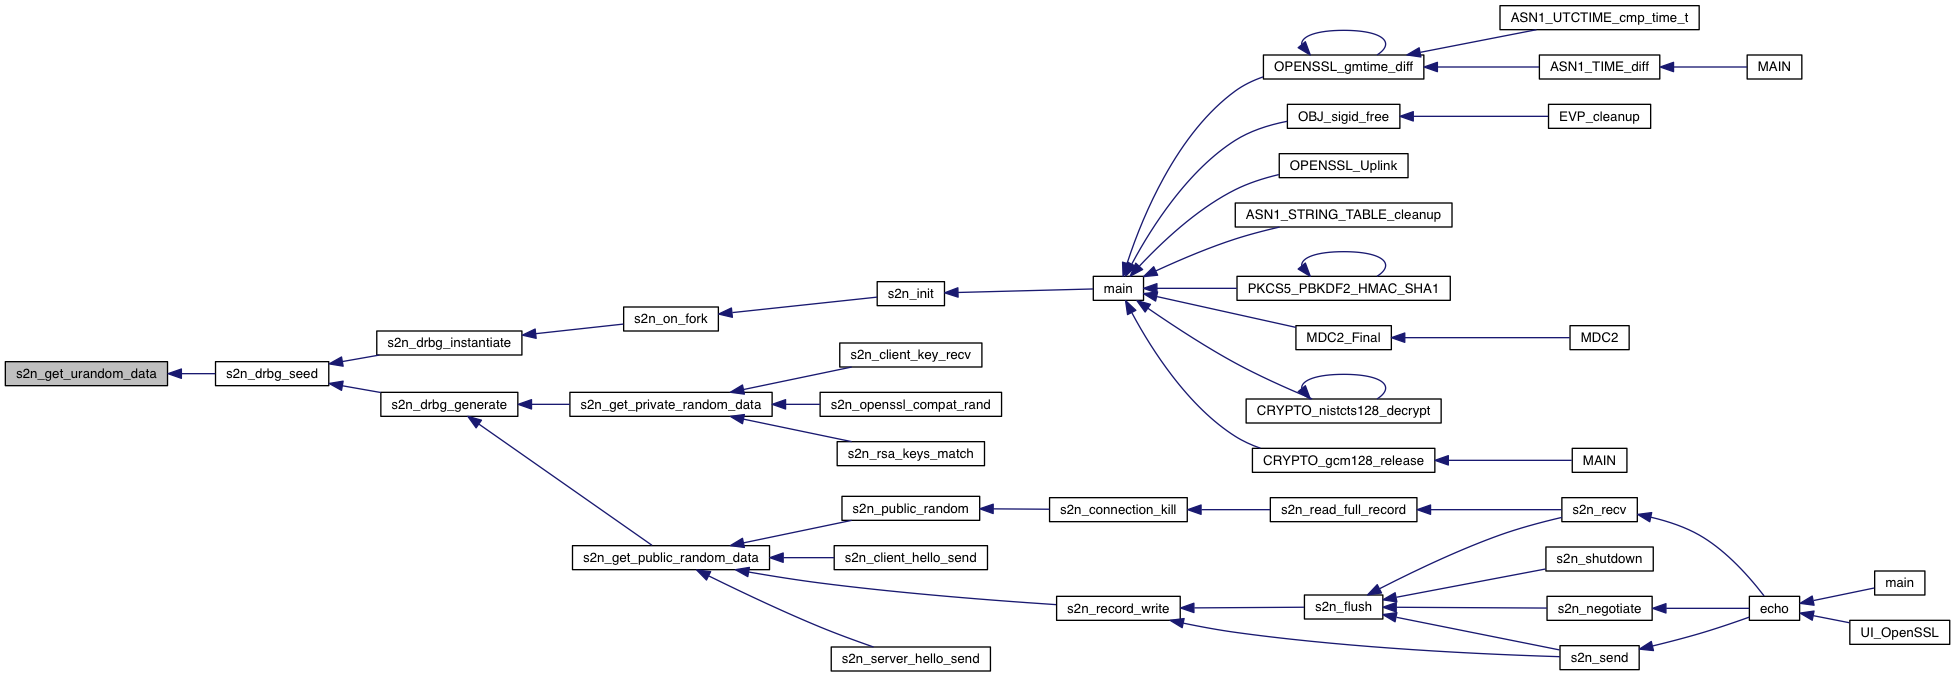 ASN1_UTCTIME_cmp_time_t
OPENSSL_gmtime_diff
ASN1_TIME_diff
MAIN
OBJ_sigid_free
EVP_cleanup
OPENSSL_Uplink
ASN1_STRING_TABLE_cleanup
main
PKCS5_PBKDF2_HMAC_SHA1
s2n_init
s2n_on_fork
MDC2_Final
MDC2
s2n_drbg_instantiate
s2n_client_key_recv
s2n_get_urandom_data
s2n_drbg_seed
s2n_drbg_generate
s2n_get_private_random_data
s2n_openssl_compat_rand
CRYPTO_nistcts128_decrypt
s2n_rsa_keys_match
CRYPTO_gcm128_release
MAIN
s2n_public_random
s2n_connection_kill
s2n_read_full_record
s2n_recv
s2n_get_public_random_data
s2n_client_hello_send
s2n_shutdown
main
s2n_record_write
s2n_flush
s2n_negotiate
echo
UI_OpenSSL
s2n_server_hello_send
s2n_send